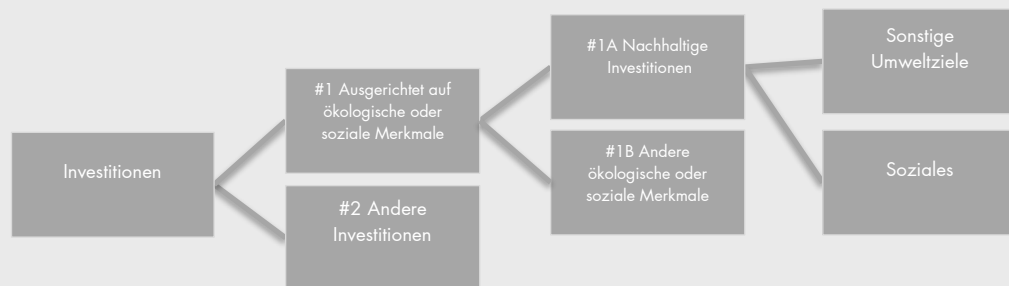 Investitionen
#1 Ausgerichtet auf
ökologische oder
soziale Merkmale
#2 Andere
Investitionen
#1A Nachhaltige
Investitionen
#1B Andere
ökologische oder
soziale Merkmale
Sonstige
Umweltziele
Soziales